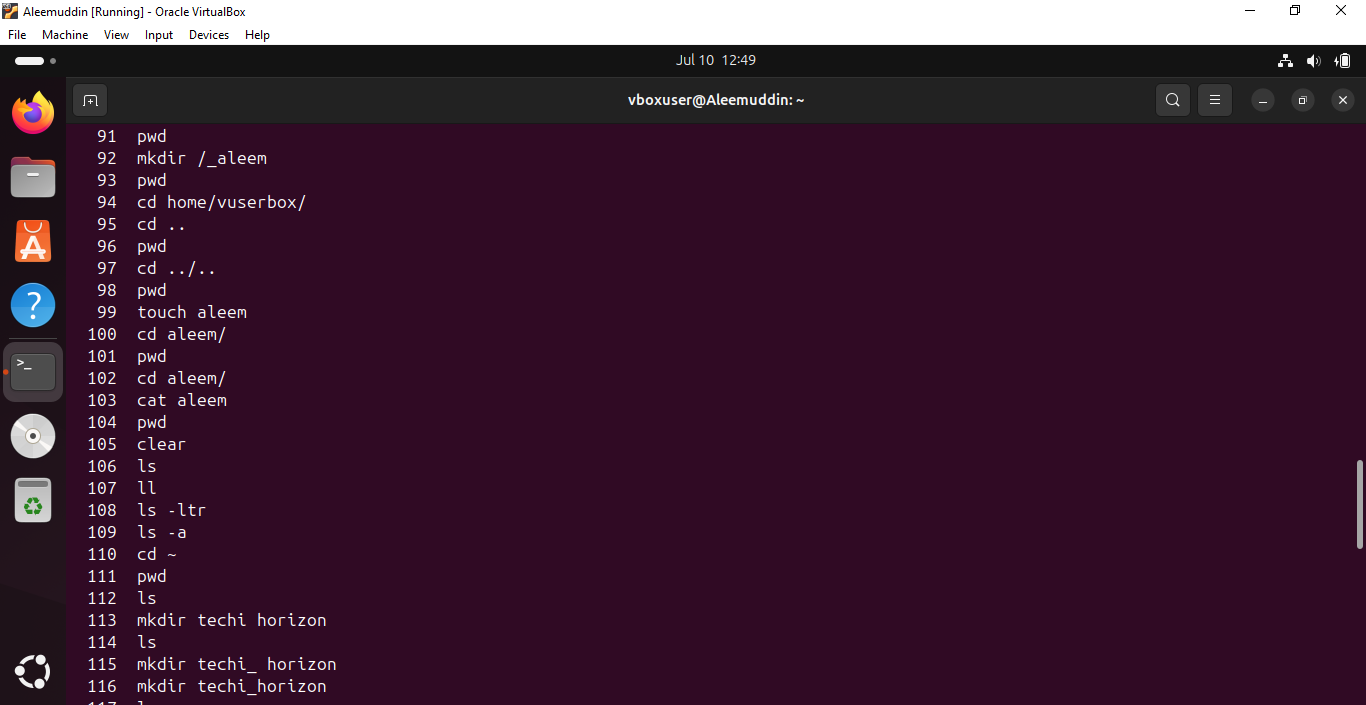 Aleemuddin [Running] - Oracle VirtualBox
File Machine View Input Devices Help
Jul 10 12:49
vboxuser@Aleemuddin: ~
91 pwd
92 mkdir /_aleem
93 pwd
94 cd home/vuserbox/
95 cd ..
96 pwd
97 cd ../..
98 pwd
99 touch aleem
100 cd aleem/
101 pwd
102 cd aleem/
103 cat aleem
104 pwd
105 clear
106 ls
107 ll
108 ls -ltr
109 ls -a
110 cd ~
111 pwd
112 ls
113 mkdir techi horizon
114 ls
115 mkdir techi_ horizon
116 mkdir techi_horizon